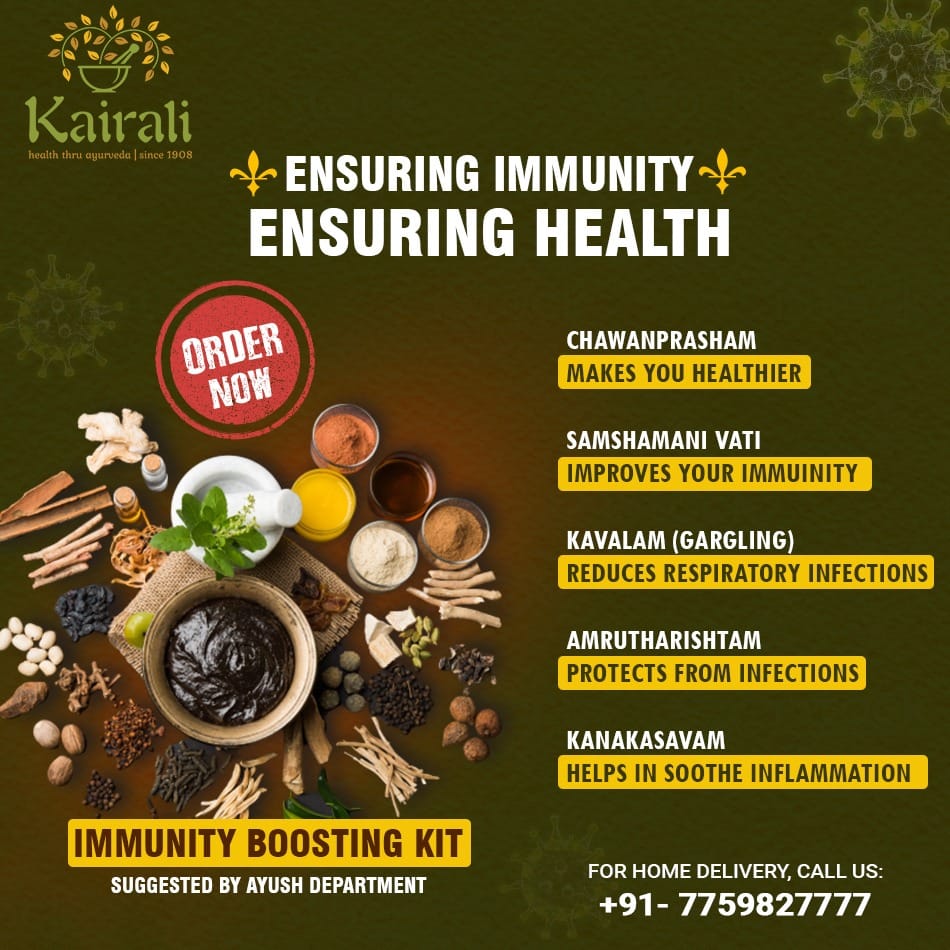 Kairali
health thru ayurveda | since 1908
ENSURING IMMUNITY
ENSURING HEALTH
ORDER
NOW
CHAWANPRASHAM
MAKES YOU HEALTHIER
SAMSHAMANI VATI
IMPROVES YOUR IMMUINITY
KAVALAM (GARGLING)
REDUCES RESPIRATORY INFECTIONS
AMRUTHARISHTAM
PROTECTS FROM INFECTIONS
KANAKASAVAM
HELPS IN SOOTHE INFLAMMATION
IMMUNITY BOOSTING KIT
SUGGESTED BY AYUSH DEPARTMENT
FOR HOME DELIVERY, CALL US:
+91- 7759827777